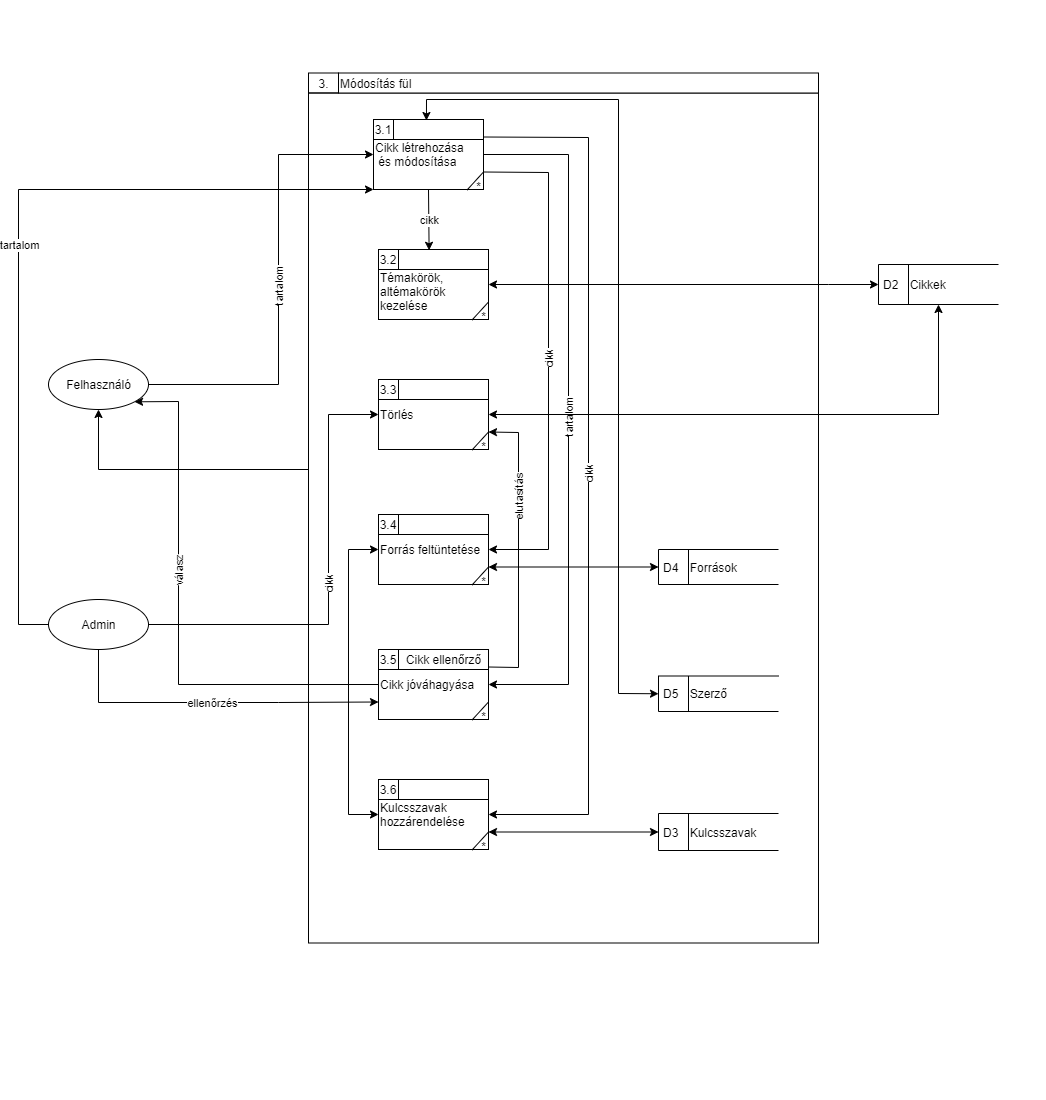 3. Módosítás fül
3.1
Cikk létrehozása
és módosítása
*
cikk
tartalom
tartalom
3.2
Témakörök,
altémakörök
kezelése
*
D2 Cikkek
cikk
Felhasználó
3.3
Törlés
*
tartalom
cikk
elutasítás
3.4
Forrás feltüntetése
*
D4 Források
válasz
cikk
Admin
3.5 Cikk ellenőrző
Cikk jóváhagyása
*
ellenőrzés
D5 Szerző
3.6
Kulcsszavak
hozzárendelése
*
D3 Kulcsszavak